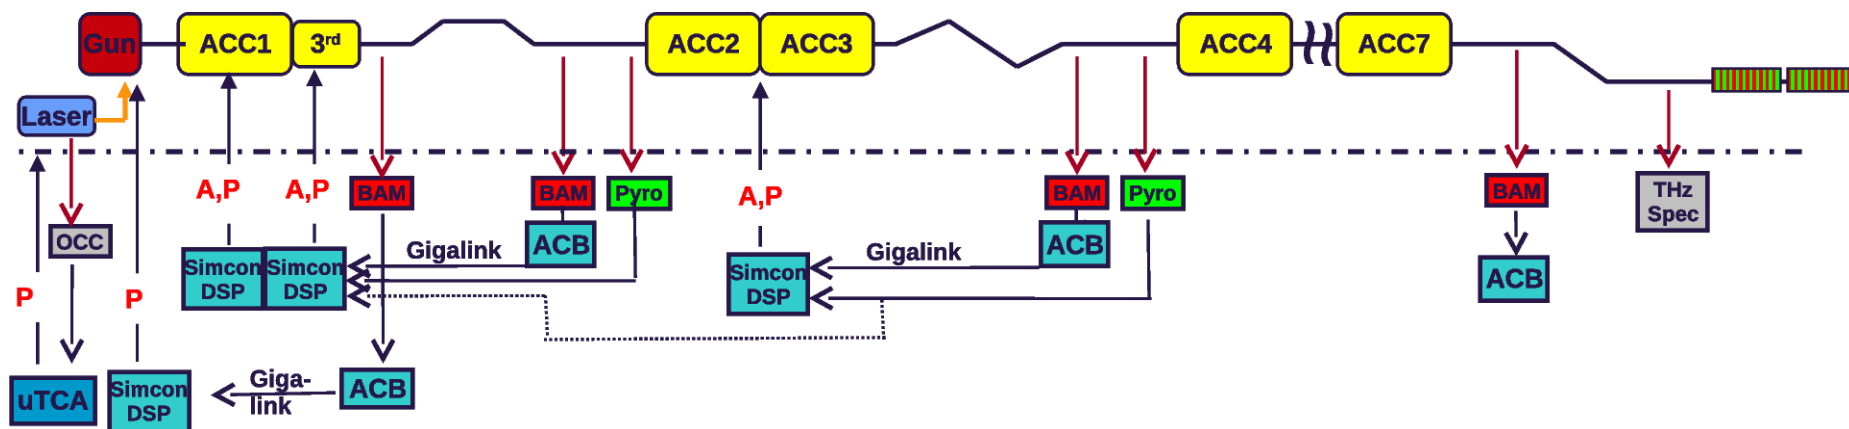 Gun
ACC1
3rd
ACC2
ACC3
ACC4
ACC7
Laser
A,P
A,P
BAM
BAM
Pyro
A,P
BAM
Pyro
BAM
THz
Spec
OCC
Simcon
DSP
Simcon
DSP
Gigalink
ACB
Simcon
DSP
Gigalink
ACB
ACB
P
P
uTCA
Simcon
DSP
Giga-
link
ACB